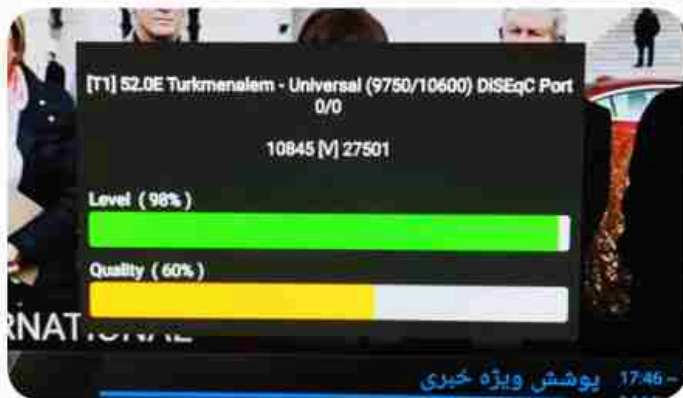 [T1] 52.0E Turkmenalem - Universal (9750/10600) DiSEqC Port
0/0
10845 [V] 27501
Level ( 98% )
Quality ( 60% )
پوشش ویژه خبری 17:46 –